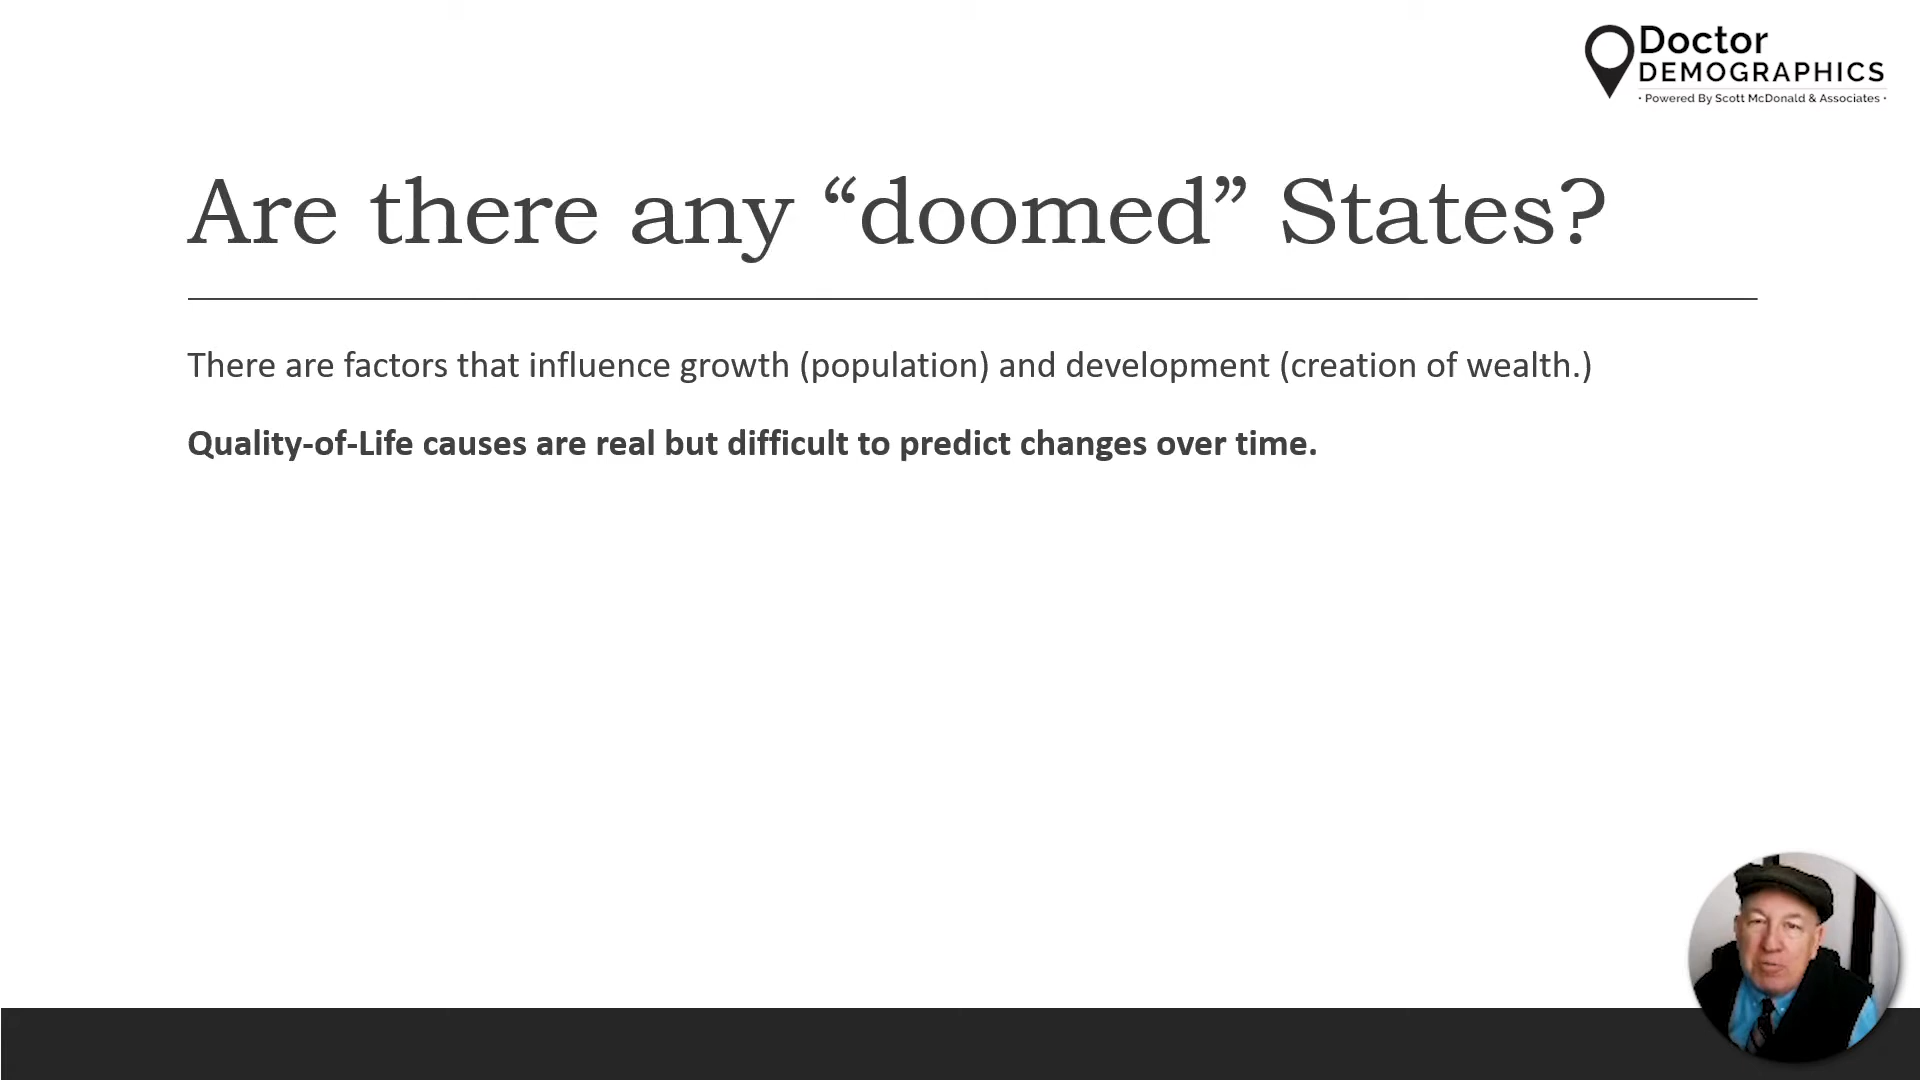 Doctor
DEMOGRAPHICS
• Powered By Scott McDonald & Associates •
Are there any “doomed” States?
There are factors that influence growth (population) and development (creation of wealth.)
Quality-of-Life causes are real but difficult to predict changes over time.